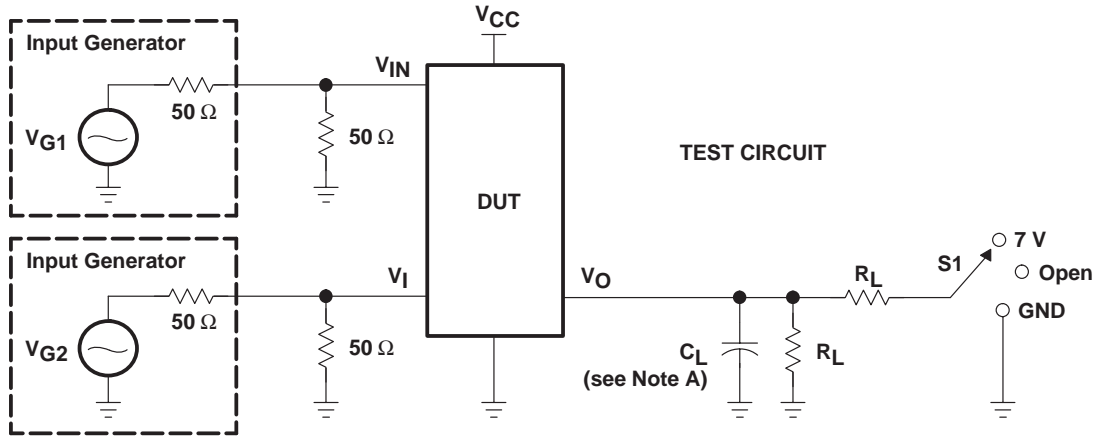 VCC
Input Generator
VIN
50 Ω
VG1
50 Ω
TEST CIRCUIT
DUT
Input Generator
VI
VO
S1
7 V
Open
RL
GND
50 Ω
VG2
50 Ω
CL
(see Note A)
RL